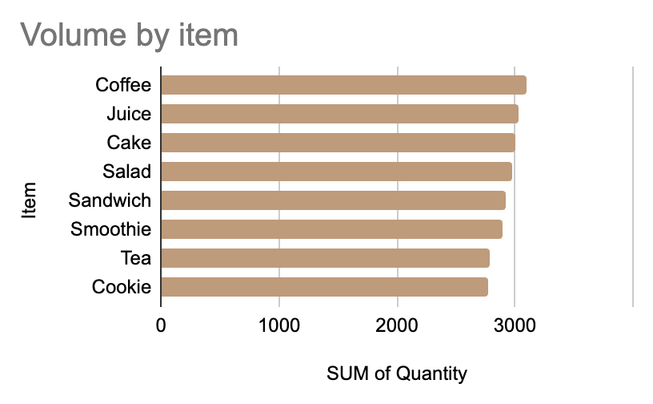 Volume by item
Item
Coffee
Juice
Cake
Salad
Sandwich
Smoothie
Tea
Cookie
0 1000 2000 3000
SUM of Quantity